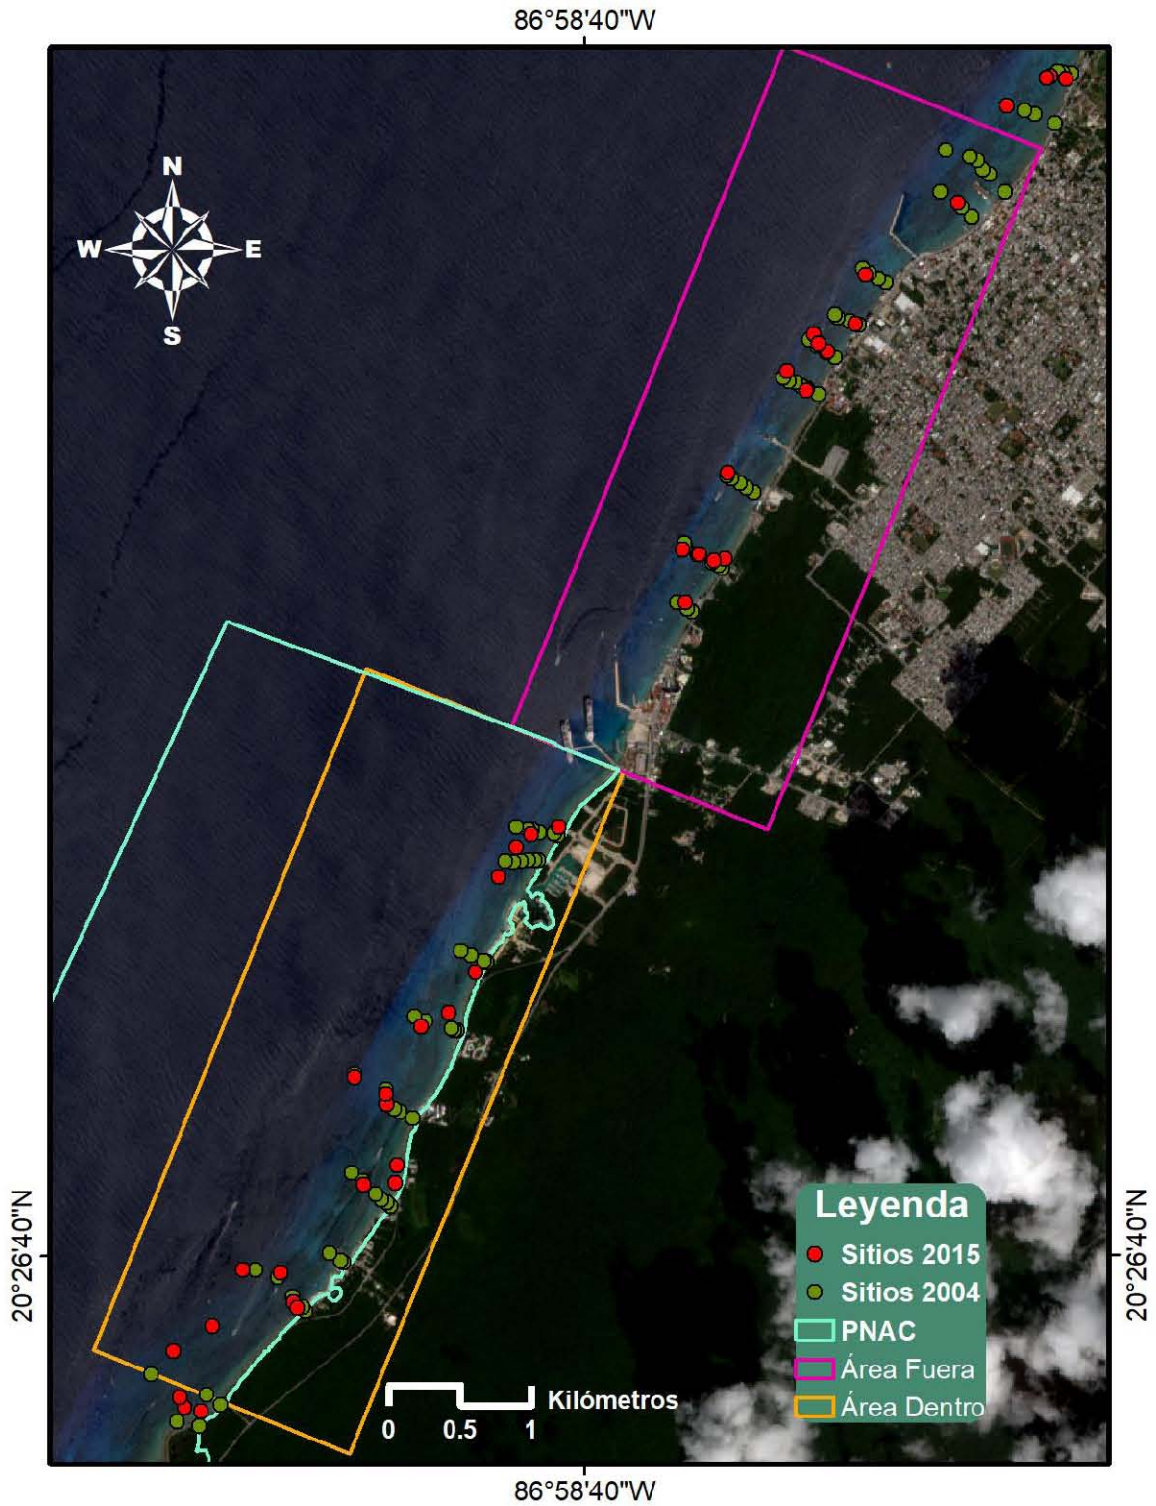 86°58'40"W
N
W
E
S
20°26'40"N
20°26'40"N
Leyenda
Sitios 2015
Sitios 2004
PNAC
Área Fuera
Área Dentro
Kilómetros
0 0.5 1
86°58'40"W